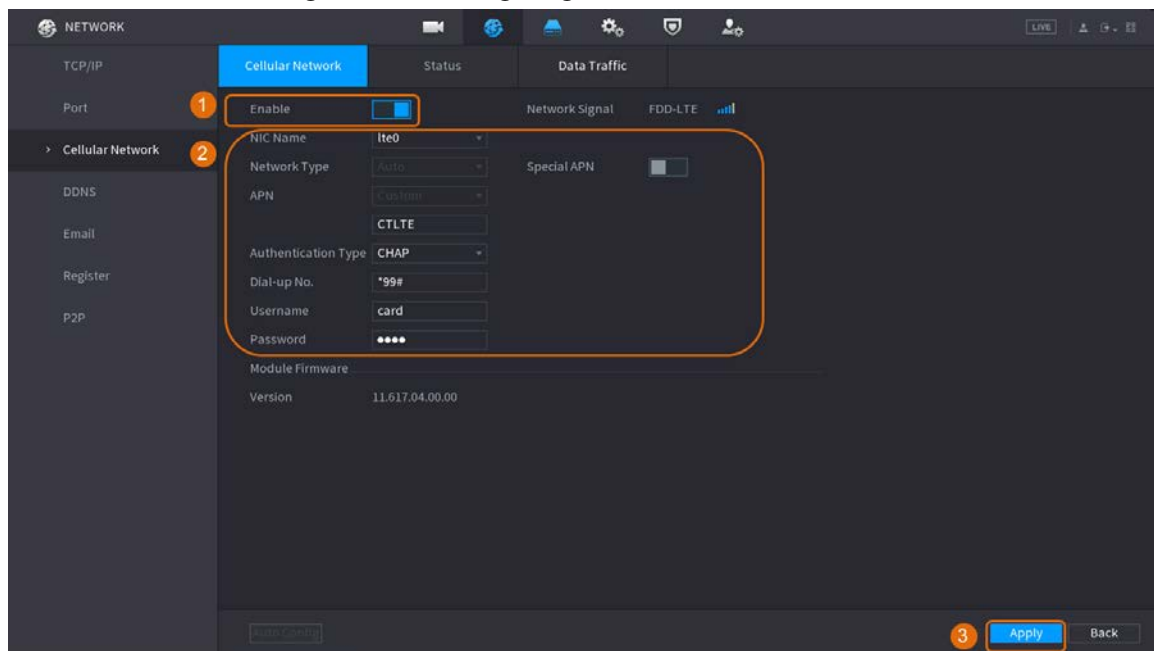 NETWORK
LIVE
TCP/IP
Port
Cellular Network
DDNS
Email
Register
P2P
Cellular Network Status Data Traffic
1
Enable Network Signal FDD-LTE
2
NIC Name lte0
Network Type Auto Special APN
APN Custom
CTLTE
Authentication Type CHAP
Dial-up No. *99#
Username card
Password ●●●●
Module Firmware
Version 11.617.04.00.00
Auto Config
3
Apply Back